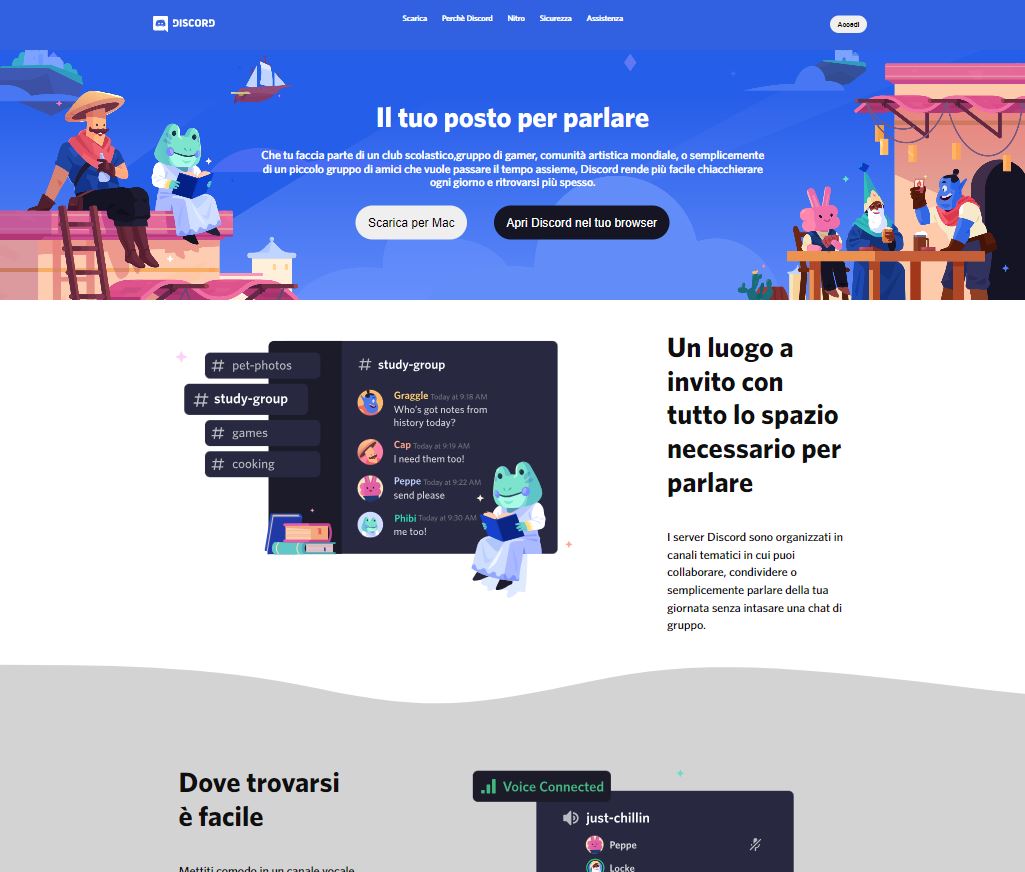 DISCORD
Scarica Perchè Discord Nitro Sicurezza Assistenza
Accedi
Il tuo posto per parlare
Che tu faccia parte di un club scolastico,gruppo di gamer, comunità artistica mondiale, o semplicemente
di un piccolo gruppo di amici che vuole passare il tempo assieme, Discord rende più facile chiacchierare
ogni giorno e ritrovarsi più spesso.
Scarica per Mac
Apri Discord nel tuo browser
# pet-photos
# study-group
# games
# cooking
# study-group
Graggle Today at 9:18 AM
Who's got notes from
history today?
Cap Today at 9:19 AM
I need them too!
Peppe Today at 9:22 AM
send please
Phibi Today at 9:30 AM
me too!
Un luogo a
invito con
tutto lo spazio
necessario per
parlare
I server Discord sono organizzati in
canali tematici in cui puoi
collaborare, condividere o
semplicemente parlare della tua
giornata senza intasare una chat di
gruppo.
Dove trovarsi
è facile
Mettiti comodo in un canale vocale
Voice Connected
just-chillin
Peppe
Locke